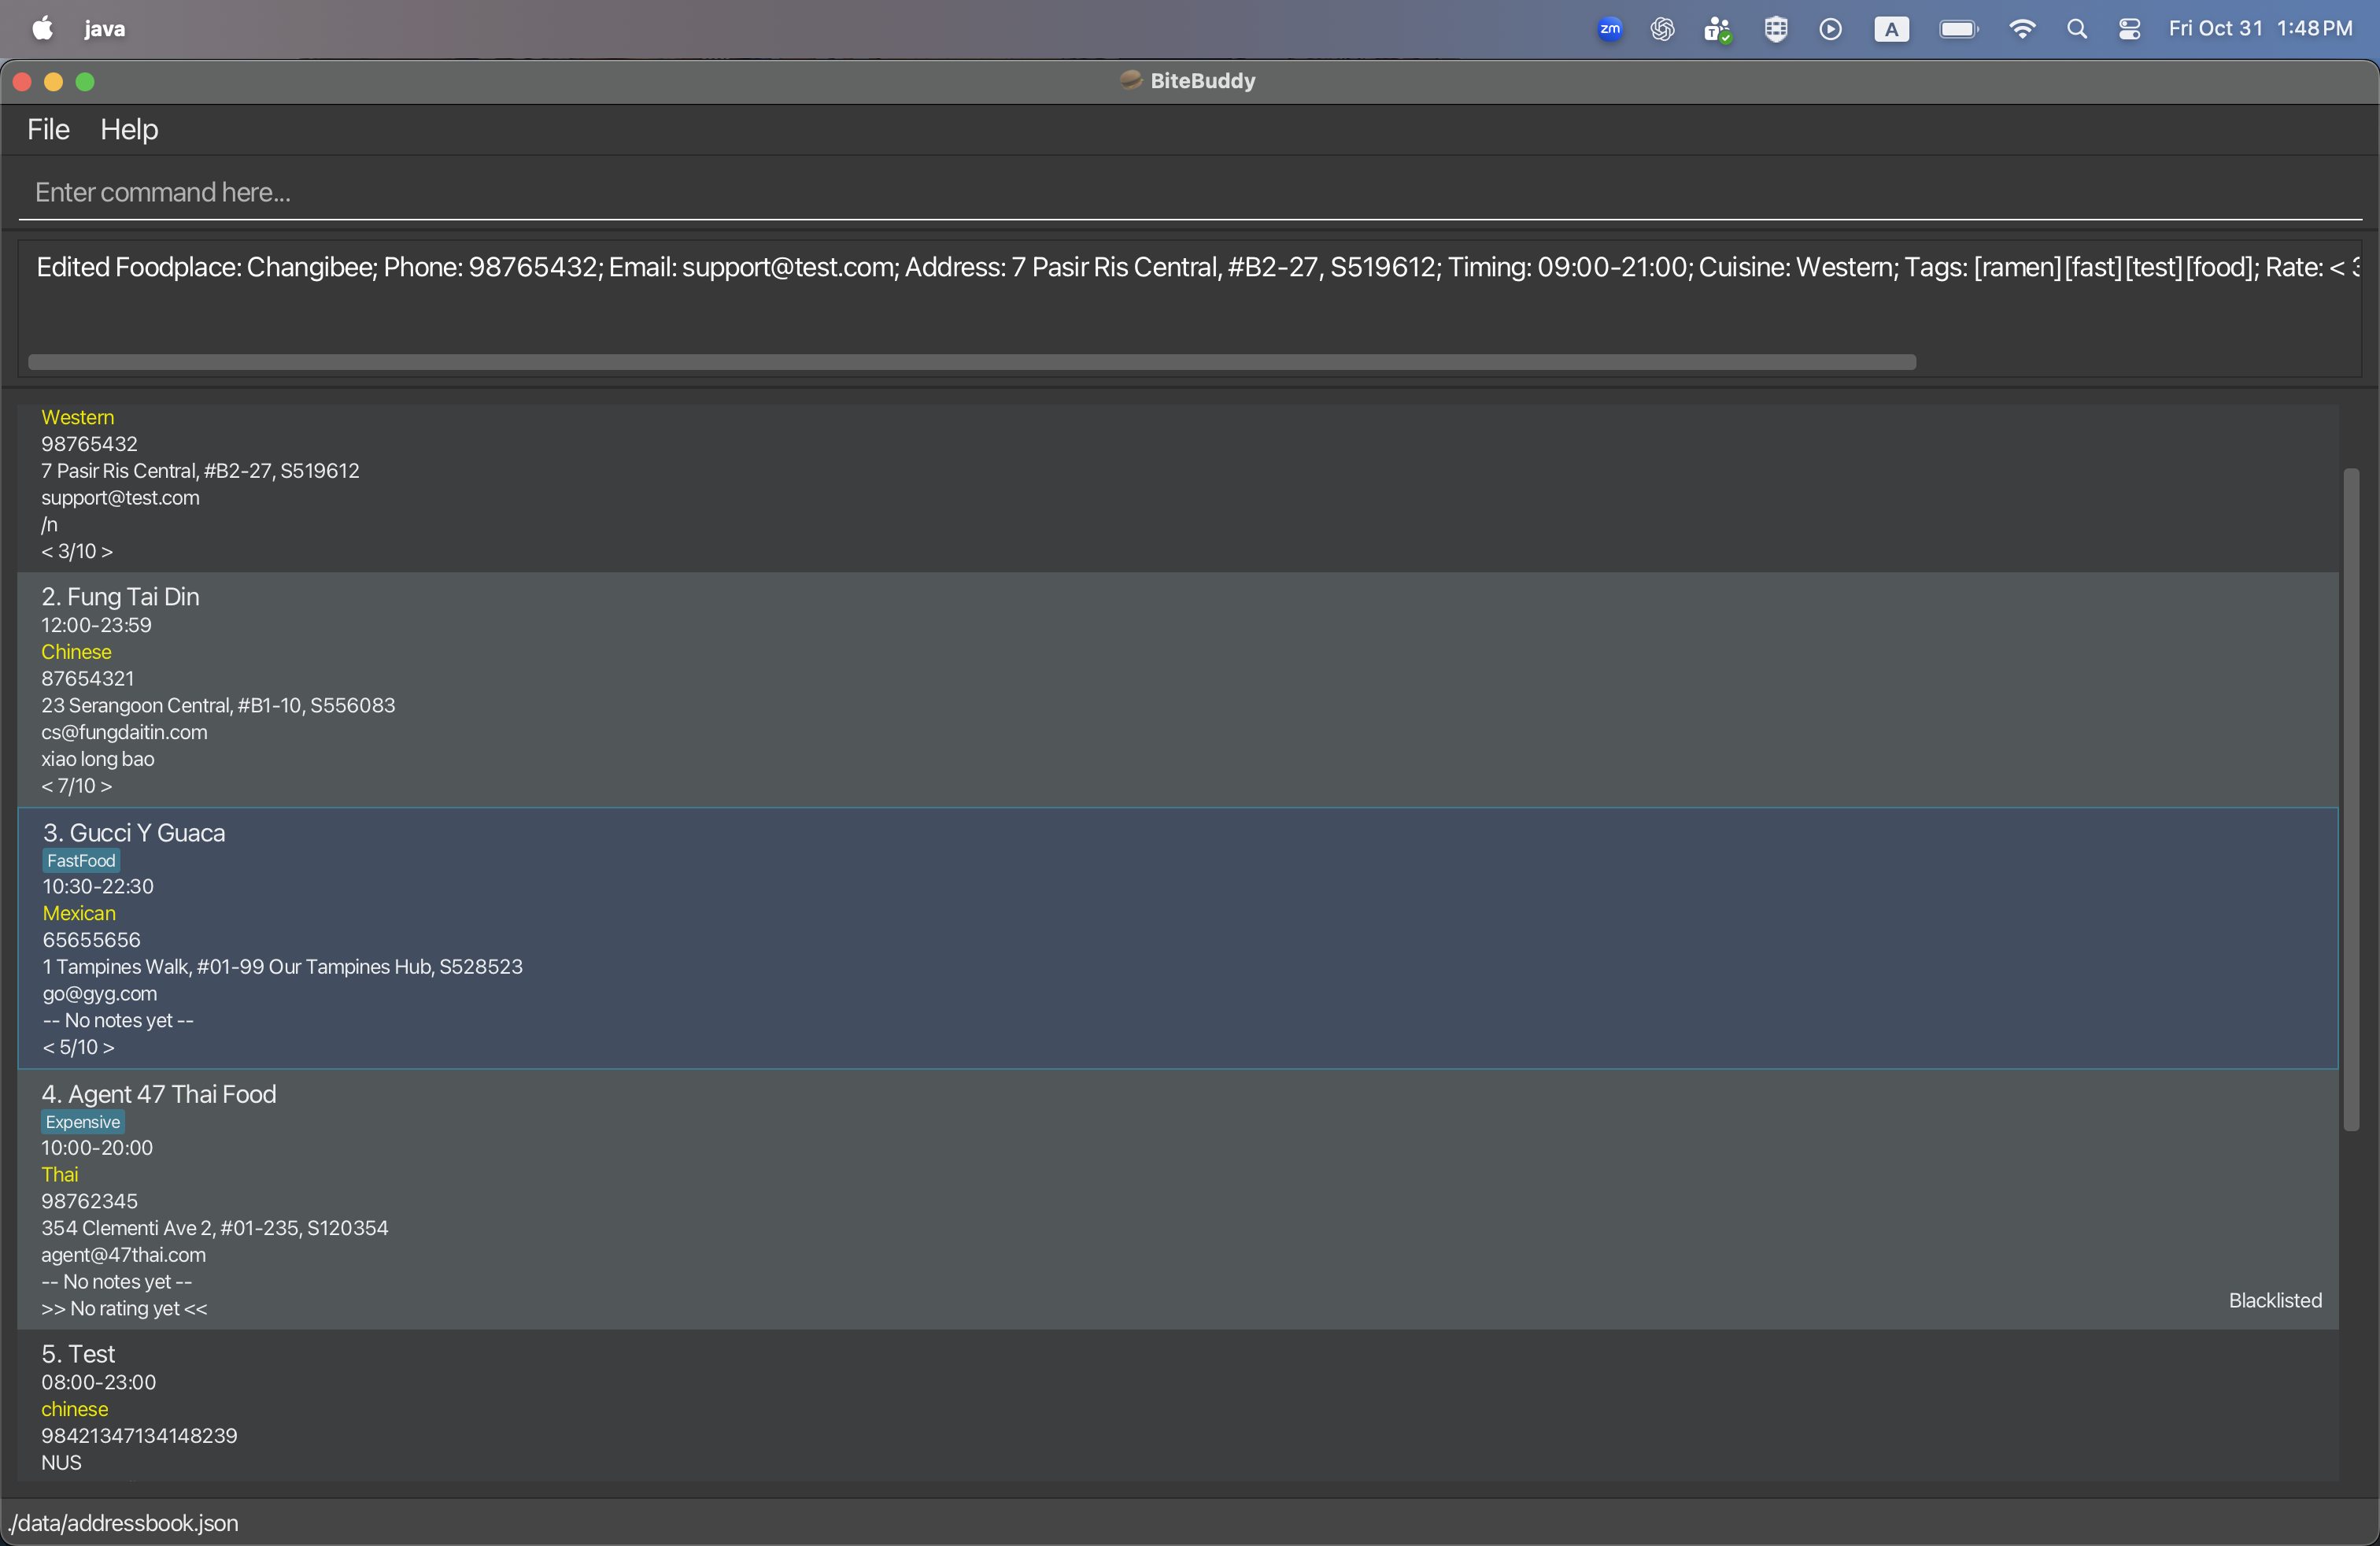 java
zm
T
A
Fri Oct 31 1:48 PM
BiteBuddy
File Help
Enter command here...
Edited Foodplace: Changibee; Phone: 98765432; Email: support@test.com; Address: 7 Pasir Ris Central, #B2-27, S519612; Timing: 09:00-21:00; Cuisine: Western; Tags: [ramen][fast][test][food]; Rate: < 3
Western
98765432
7 Pasir Ris Central, #B2-27, S519612
support@test.com
/n
< 3/10 >
2. Fung Tai Din
12:00-23:59
Chinese
87654321
23 Serangoon Central, #B1-10, S556083
cs@fungdaitin.com
xiao long bao
< 7/10 >
3. Gucci Y Guaca
FastFood
10:30-22:30
Mexican
65655656
1 Tampines Walk, #01-99 Our Tampines Hub, S528523
go@gyg.com
-- No notes yet --
< 5/10 >
4. Agent 47 Thai Food
Expensive
10:00-20:00
Thai
98762345
354 Clementi Ave 2, #01-235, S120354
agent@47thai.com
-- No notes yet --
>> No rating yet <<
Blacklisted
5. Test
08:00-23:00
chinese
98421347134148239
NUS
./data/addressbook.json